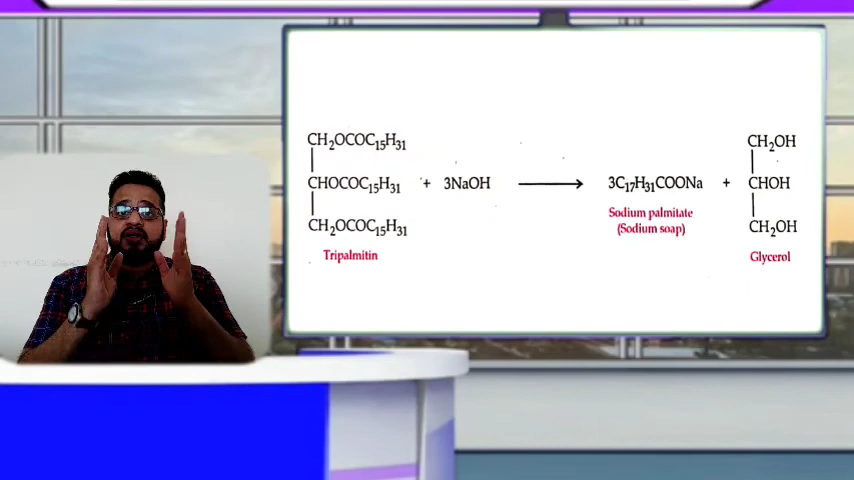 CH₂OCOC₁₅H₃₁
CHOCOC₁₅H₃₁ + 3NaOH ⟶ 3C₁₇H₃₁COONa + CHOH
CH₂OCOC₁₅H₃₁
Tripalmitin
Sodium palmitate
(Sodium soap)
CH₂OH
CH₂OH
Glycerol